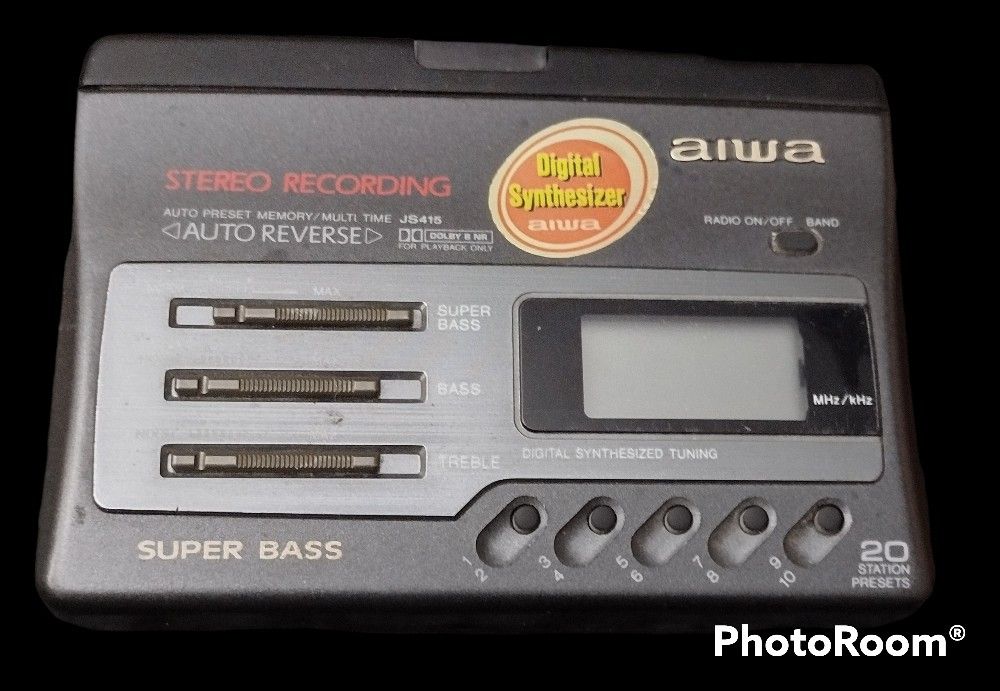 aiwa
Digital
Synthesizer
aiwa
STEREO RECORDING
AUTO PRESET MEMORY/MULTI TIME JS415
◁AUTO REVERSE▷
DOLBY B NR
FOR PLAYBACK ONLY
RADIO ON/OFF BAND
MAX
SUPER
BASS
BASS
TREBLE
MHz/kHz
DIGITAL SYNTHESIZED TUNING
SUPER BASS
1 3 5 7 9
2 4 6 8 10
20
STATION
PRESETS
PhotoRoom®